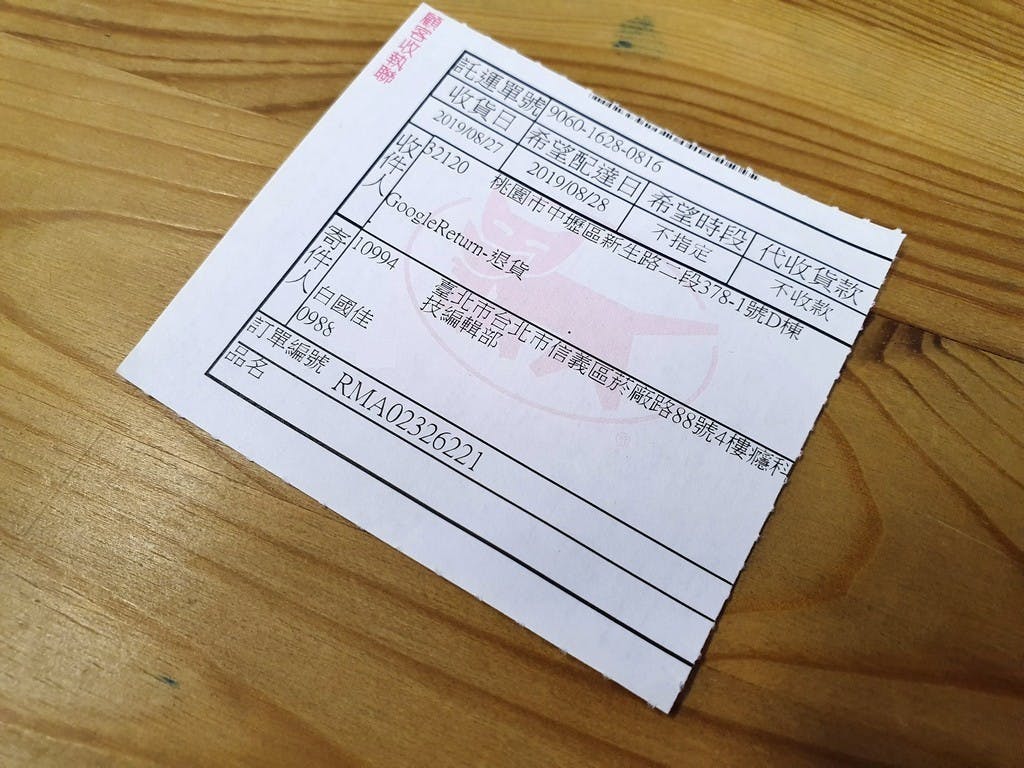 顧客收執聯
託運單號 9060-1628-0816
收貨日 希望配達日 希望時段 代收貨款
2019/08/27 2019/08/28 不指定 不收款
收件人 32120 桃園市中壢區新生路二段378-1號D棟
GoogleReturn-退貨
寄件人 10994 臺北市台北市信義區菸廠路88號4樓癮科
技編輯部
白國佳
0988
訂單編號 RMA02326221
品名